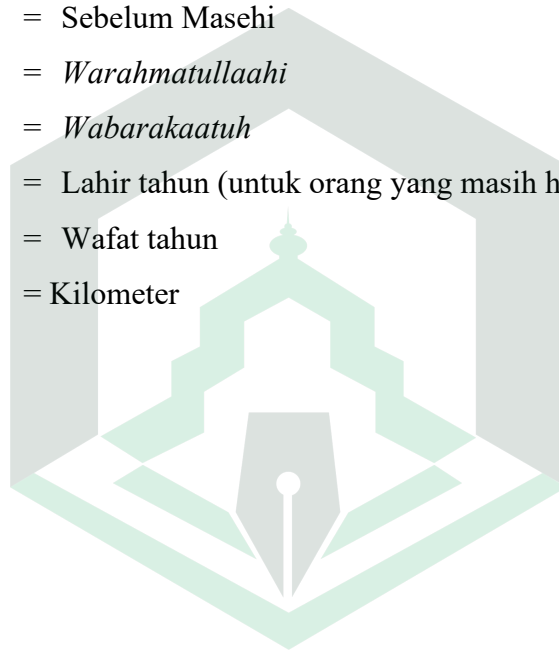 = Sebelum Masehi
= Warahmatullaahi
= Wabarakaatuh
= Lahir tahun (untuk orang yang masih h
= Wafat tahun
= Kilometer